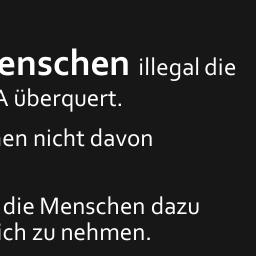 enschen illegal die
A überquert.
en nicht davon
die Menschen dazu
ich zu nehmen.